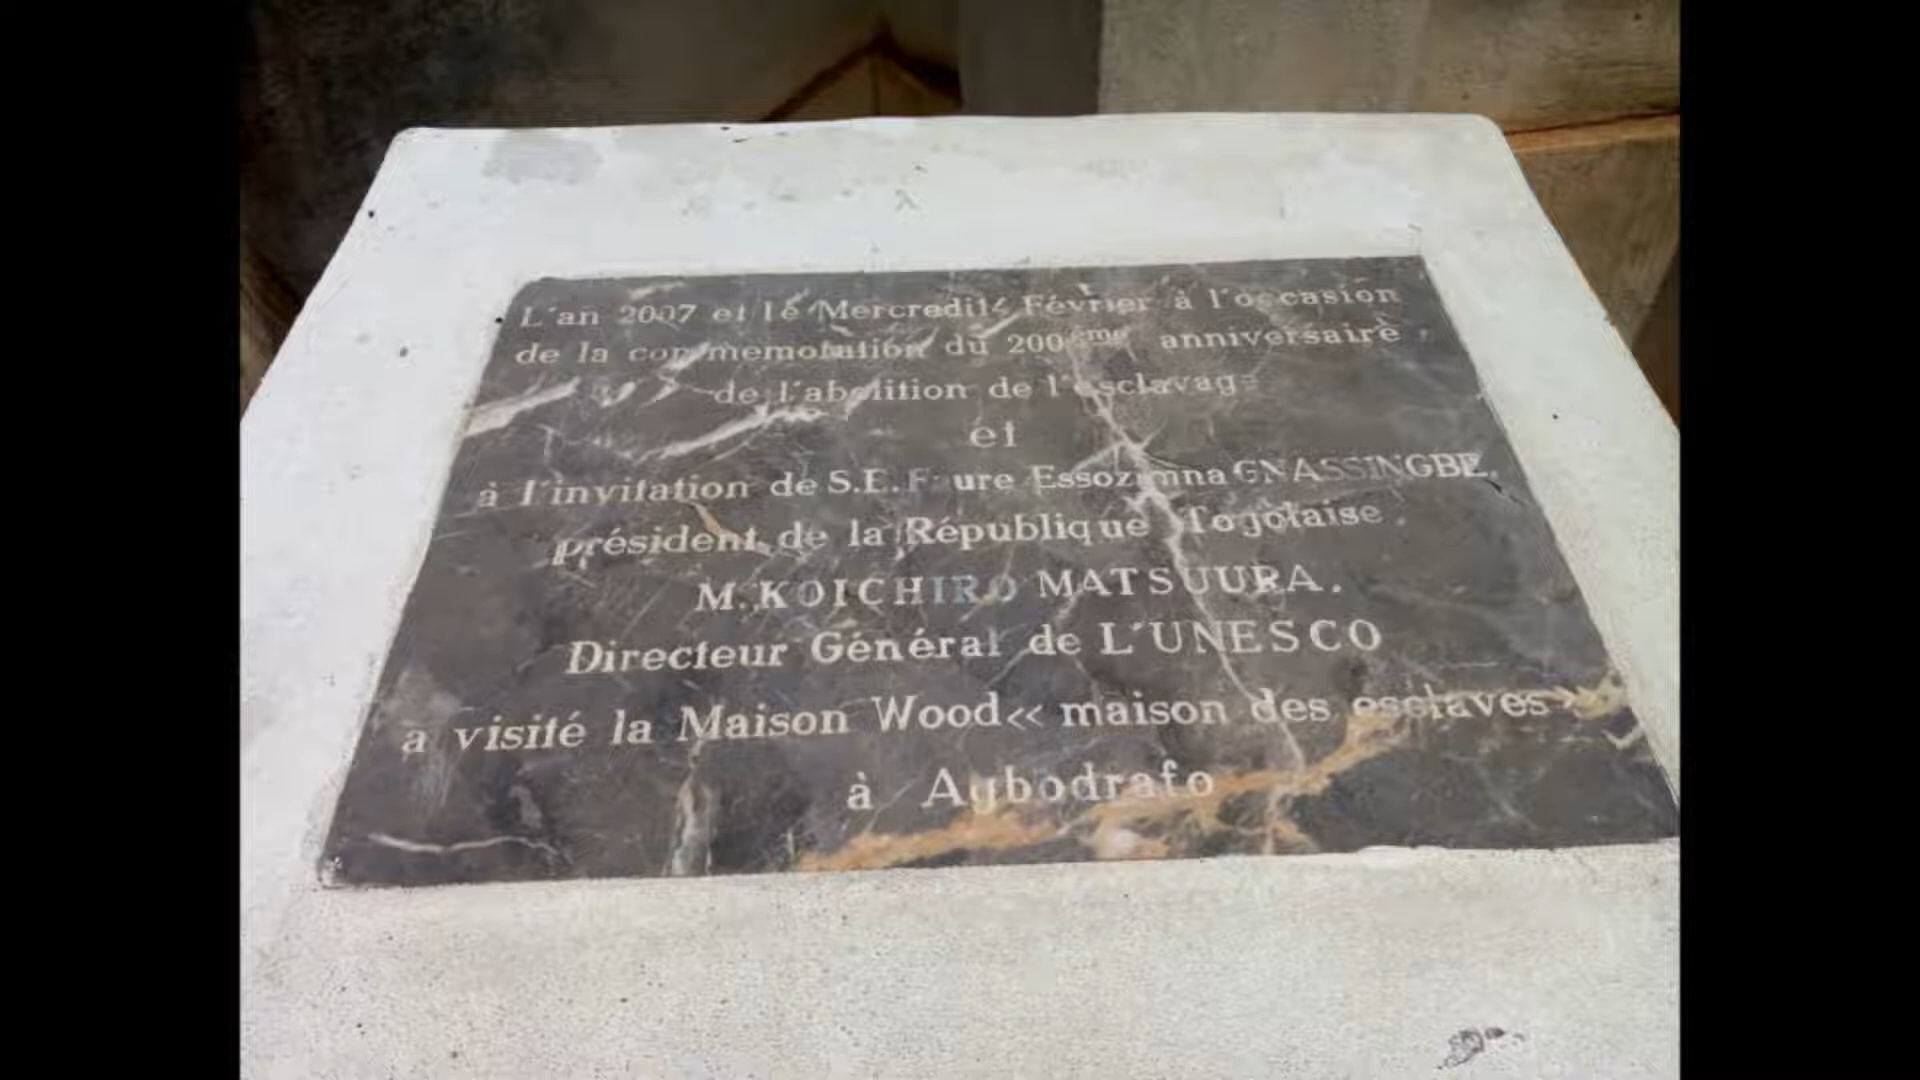 L'an 2007 et le Mercredi 14 Février à l'occasion
de la commemoration du 200ème anniversaire
de l'abolition de l'esclavage
et
à l'invitation de S.E. Faure Essozimna GNASSINGBE,
président de la République Togolaise,
M. KOICHIRO MATSUURA.
Directeur Général de L'UNESCO
a visité la Maison Wood << maison des esclaves >>
à Agbodrafo